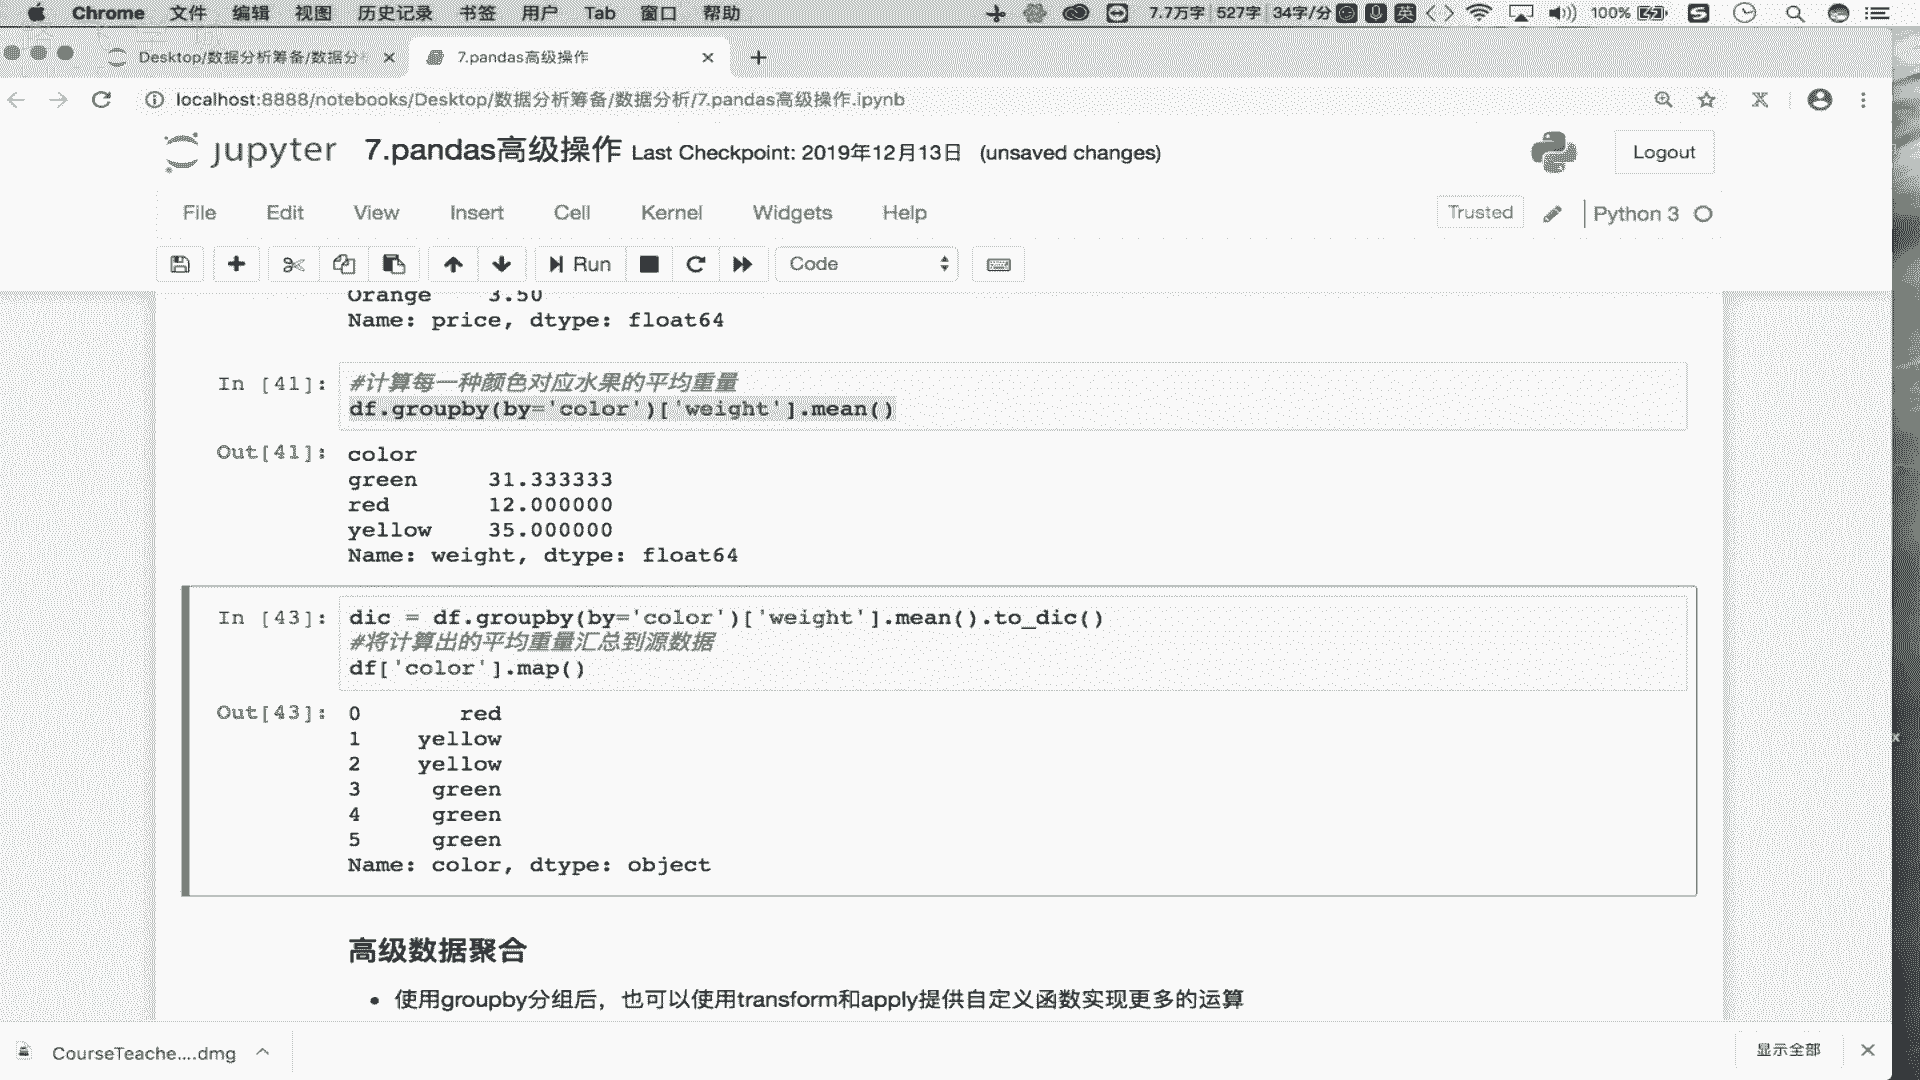 Chrome 文件 编辑 视图 历史记录 书签 用户 Tab 窗口 帮助 7.7万字 527字 34字/分 英 100%
Desktop/数据分析筹备/数据分 7.pandas高级操作
localhost:8888/notebooks/Desktop/数据分析筹备/数据分析/7.pandas高级操作.ipynb
jupyter 7.pandas高级操作 Last Checkpoint: 2019年12月13日 (unsaved changes) Logout
File Edit View Insert Cell Kernel Widgets Help Trusted Python 3
Run Code
Orange 3.50
Name: price, dtype: float64
In [41]: #计算每一种颜色对应水果的平均重量
df.groupby(by='color')['weight'].mean()
Out[41]: color
green 31.333333
red 12.000000
yellow 35.000000
Name: weight, dtype: float64
In [43]: dic = df.groupby(by='color')['weight'].mean().to_dic()
#将计算出的平均重量汇总到源数据
df['color'].map()
Out[43]: 0 red
1 yellow
2 yellow
3 green
4 green
5 green
Name: color, dtype: object
高级数据聚合
• 使用groupby分组后，也可以使用transform和apply提供自定义函数实现更多的运算
CourseTeache....dmg 显示全部